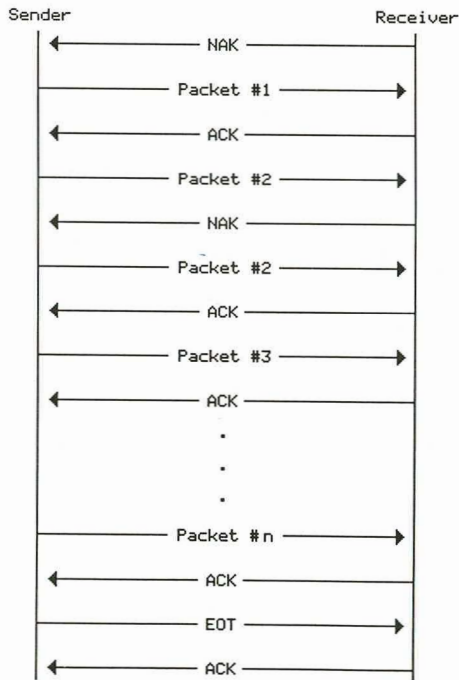 Sender Receiver
NAK
Packet #1
ACK
Packet #2
NAK
Packet #2
ACK
Packet #3
ACK
.
.
.
Packet #n
ACK
EOT
ACK